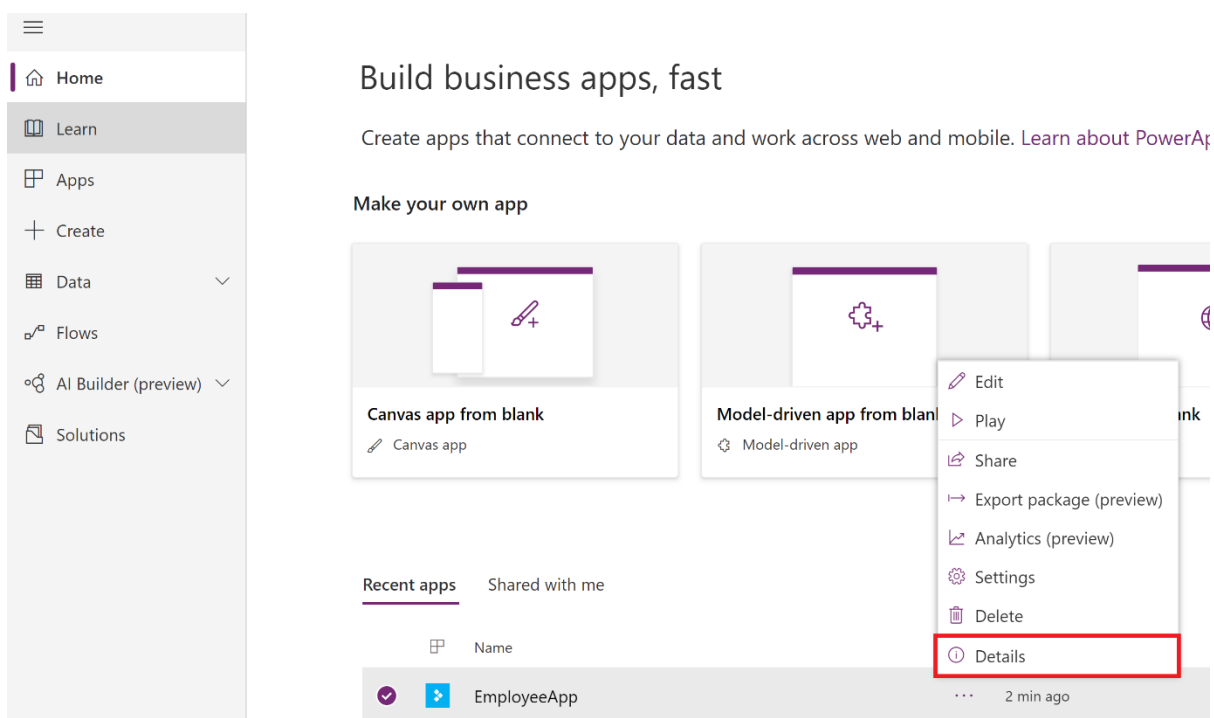 Home
Learn
Apps
Create
Data
Flows
AI Builder (preview)
Solutions
Build business apps, fast
Create apps that connect to your data and work across web and mobile. Learn about
Make your own app
Canvas app from blank
Canvas app
Model-driven app from
Model-driven app
Edit
Play
Share
Export package (preview)
Analytics (preview)
Settings
Delete
Details
Recent apps
Shared with me
Name
EmployeeApp
... 2 min ago